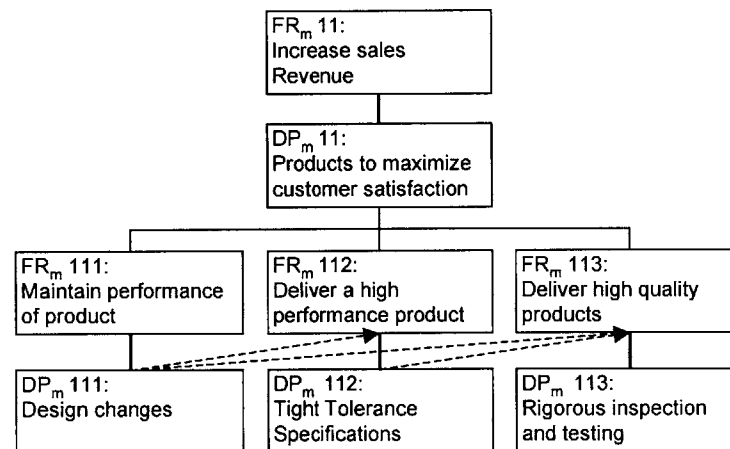 FRm 11:
Increase sales
Revenue
DPm 11:
Products to maximize
customer satisfaction
FRm 111:
Maintain performance
of product
FRm 112:
Deliver a high
performance product
FRm 113:
Deliver high quality
products
DPm 111:
Design changes
DPm 112:
Tight Tolerance
Specifications
DPm 113:
Rigorous inspection
and testing